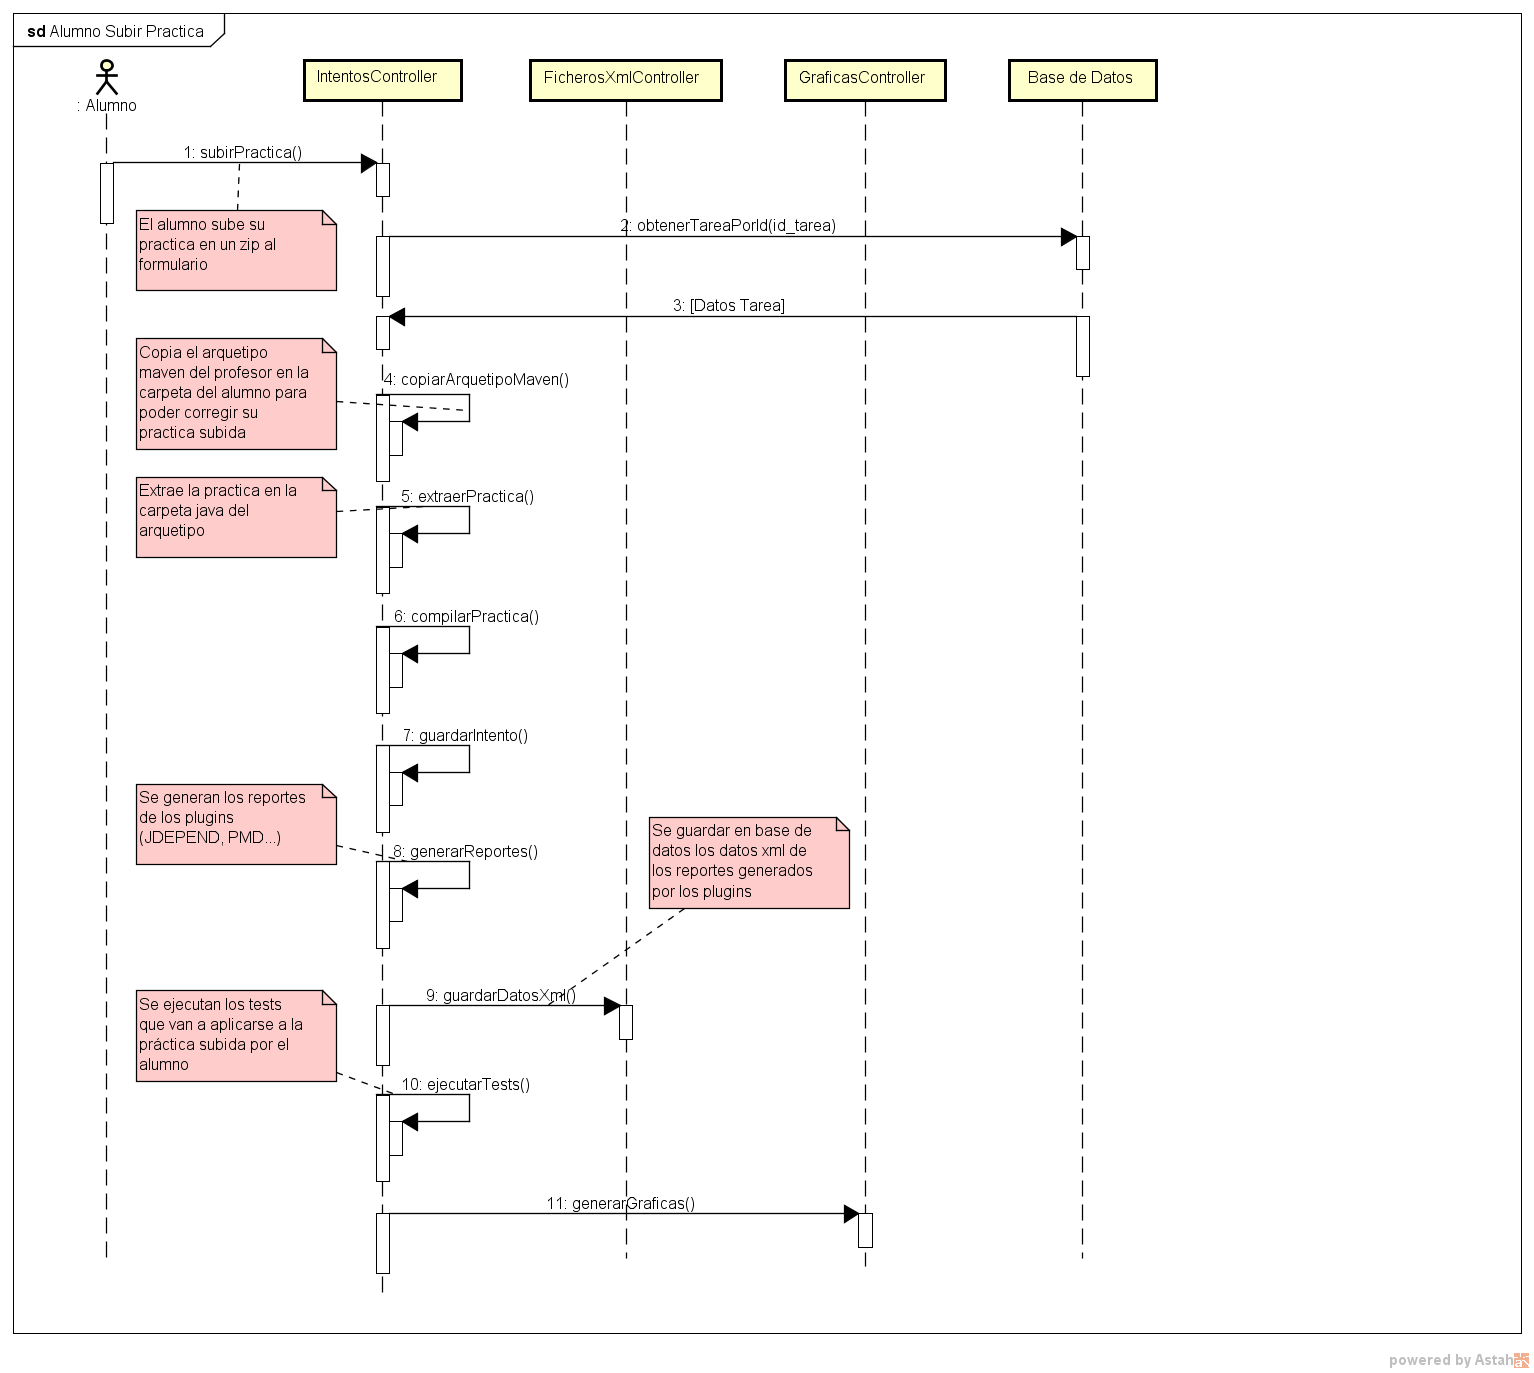 sd Alumno Subir Practica
: Alumno
IntentosController
FicherosXmlController
GraficasController
Base de Datos
1: subirPractica()
El alumno sube su
practica en un zip al
formulario
2: obtenerTareaPorId(id_tarea)
3: [Datos Tarea]
Copia el arquetipo
maven del profesor en la
carpeta del alumno para
poder corregir su
practica subida
4: copiarArquetipoMaven()
Extrae la practica en la
carpeta java del
arquetipo
5: extraerPractica()
6: compilarPractica()
7: guardarIntento()
Se generan los reportes
de los plugins
(JDEPEND, PMD...)
8: generarReportes()
Se guardar en base de
datos los datos xml de
los reportes generados
por los plugins
9: guardarDatosXml()
Se ejecutan los tests
que van a aplicarse a la
práctica subida por el
alumno
10: ejecutarTests()
11: generarGraficas()
powered by Astah